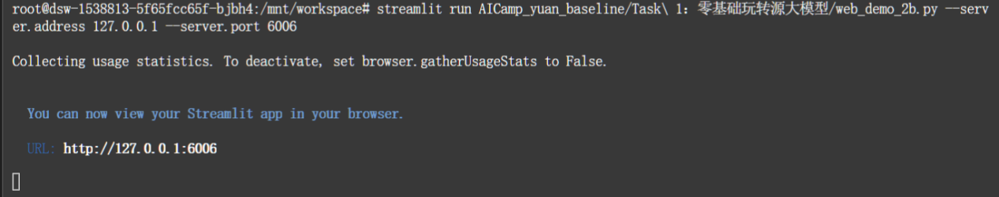 root@dsw-1538813-5f65fcc65f-bjbh4:/mnt/workspace# streamlit run AICamp_yuan_baseline/Task\ 1：零基础玩转源大模型/web_demo_2b.py --serv
er.address 127.0.0.1 --server.port 6006
Collecting usage statistics. To deactivate, set browser.gatherUsageStats to False.
You can now view your Streamlit app in your browser.
URL: http://127.0.0.1:6006